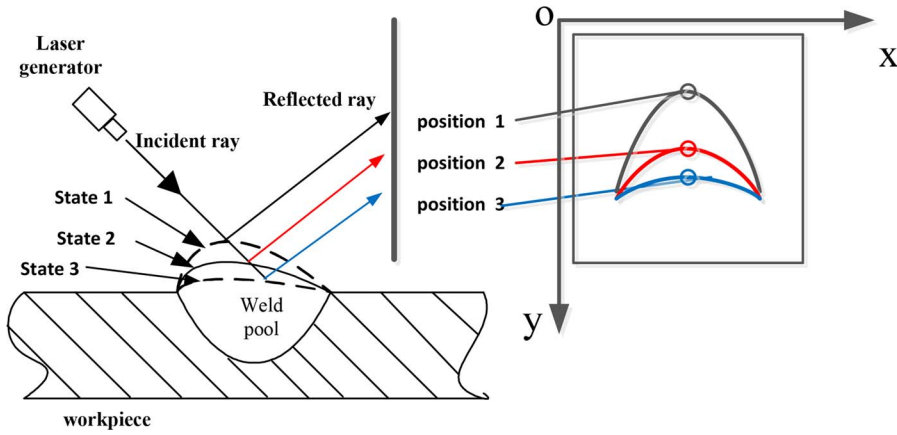 Laser
generator
Incident ray
Reflected ray
State 1
State 2
State 3
Weld
pool
workpiece
position 1
position 2
position 3
o
x
y